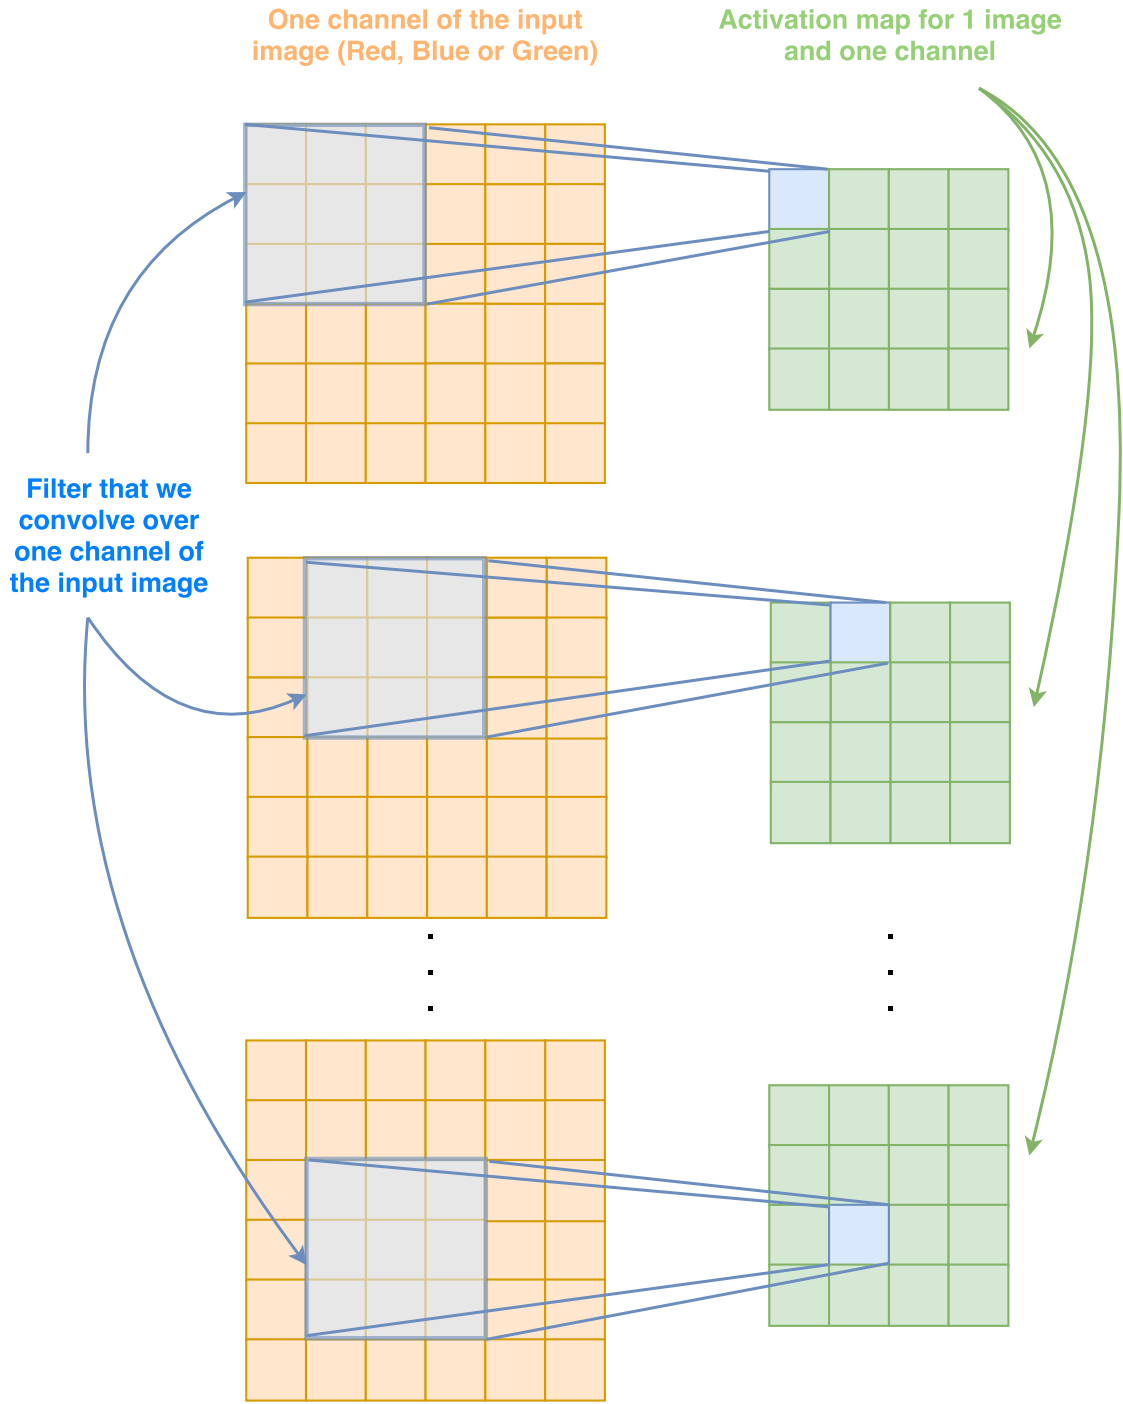 One channel of the input
image (Red, Blue or Green)
Activation map for 1 image
and one channel
Filter that we
convolve over
one channel of
the input image